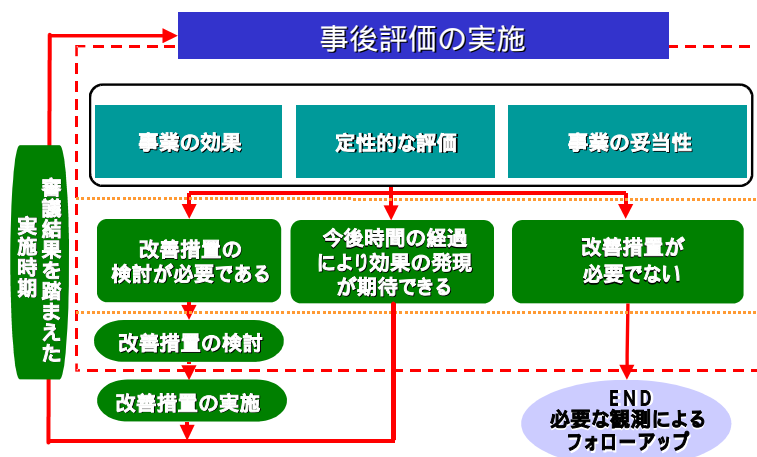 事後評価の実施
事業の効果
定性的な評価
事業の妥当性
審議結果を踏まえた
実施時期
改善措置の
検討が必要である
今後時間の経過
により効果の発現
が期待できる
改善措置が
必要でない
改善措置の検討
改善措置の実施
END
必要な観測による
フォローアップ